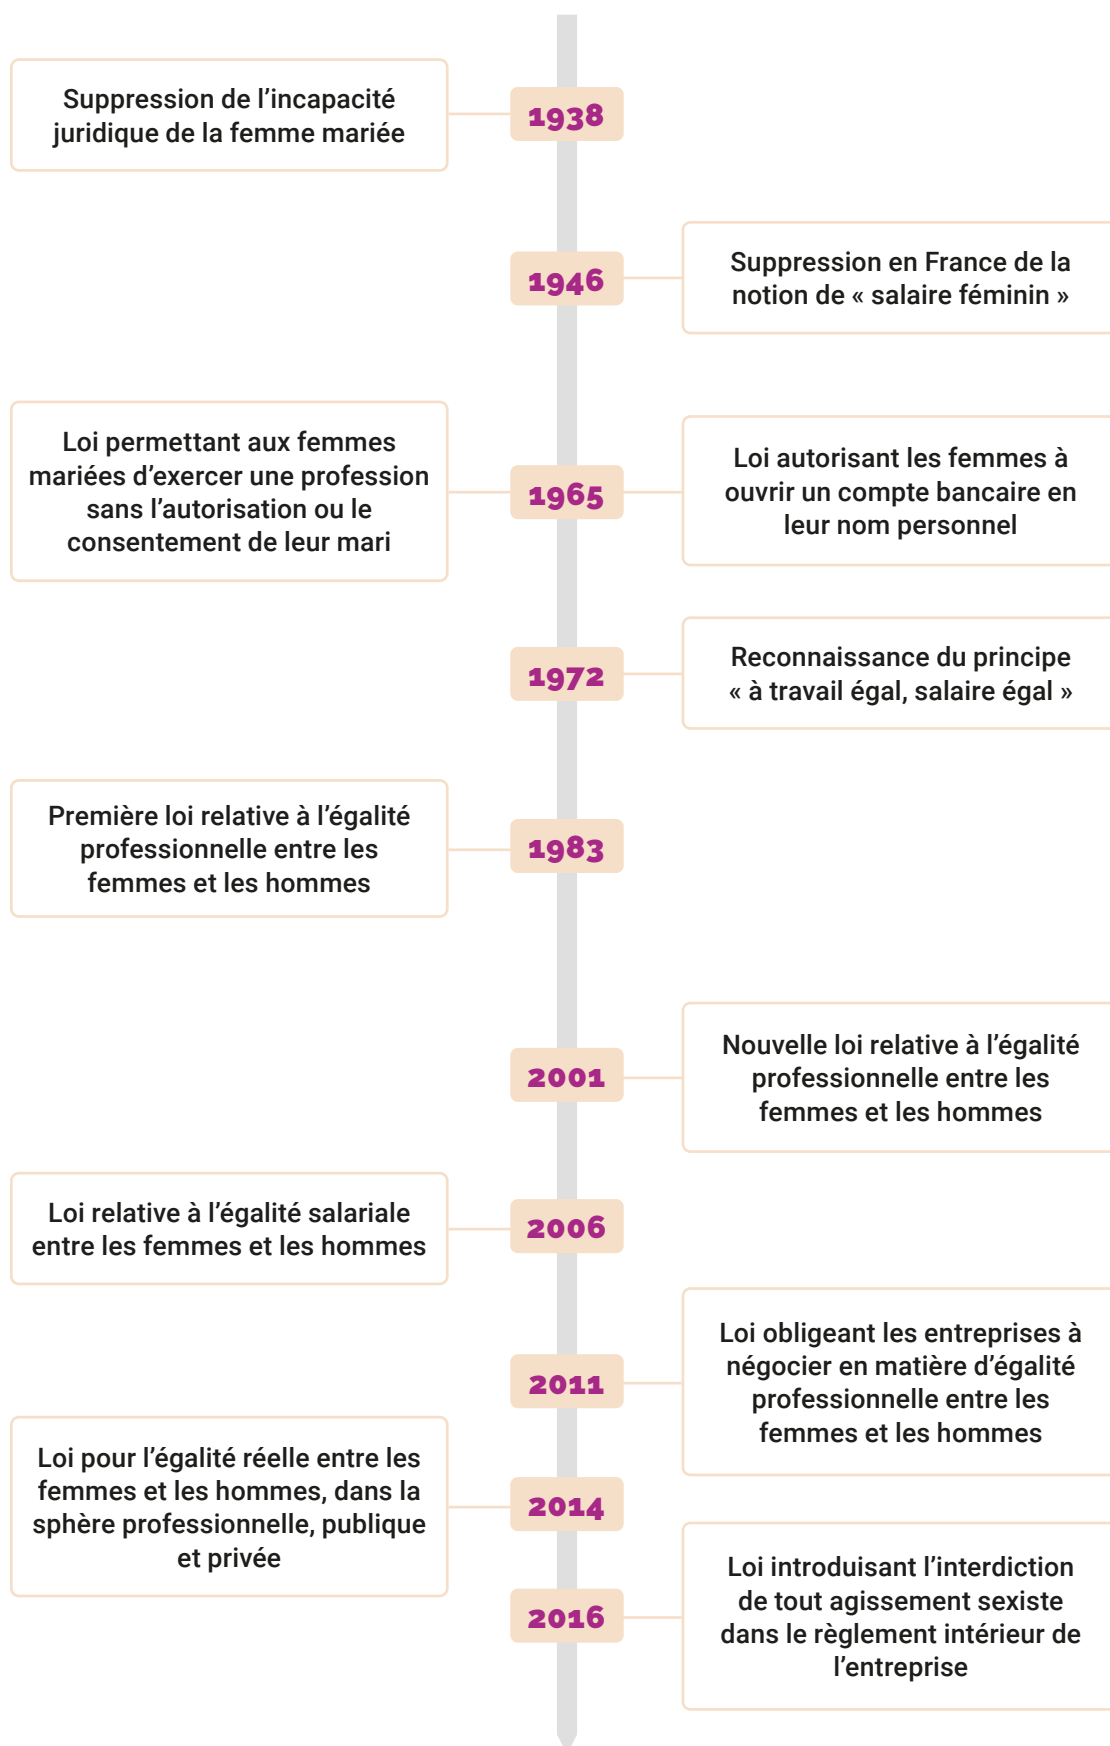 Suppression de l’incapacité
juridique de la femme mariée
1938
1946
Suppression en France de la
notion de « salaire féminin »
Loi permettant aux femmes
mariées d’exercer une profession
sans l’autorisation ou le
consentement de leur mari
1965
Loi autorisant les femmes à
ouvrir un compte bancaire en
leur nom personnel
1972
Reconnaissance du principe
« à travail égal, salaire égal »
Première loi relative à l’égalité
professionnelle entre les
femmes et les hommes
1983
2001
Nouvelle loi relative à l’égalité
professionnelle entre les
femmes et les hommes
Loi relative à l’égalité salariale
entre les femmes et les hommes
2006
2011
Loi obligeant les entreprises à
négocier en matière d’égalité
professionnelle entre les
femmes et les hommes
Loi pour l’égalité réelle entre les
femmes et les hommes, dans la
sphère professionnelle, publique
et privée
2014
2016
Loi introduisant l’interdiction
de tout agissement sexiste
dans le règlement intérieur de
l’entreprise